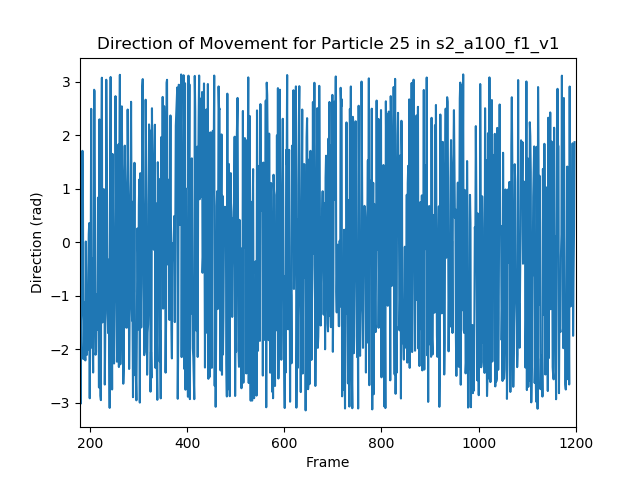 Direction of Movement for Particle 25 in s2_a100_f1_v1
Direction (rad)
3
2
1
0
−1
−2
−3
200 400 600 800 1000 1200
Frame